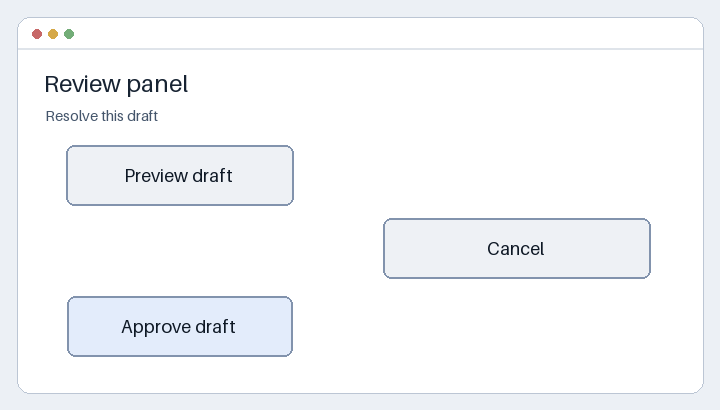 Review panel
Resolve this draft
Preview draft
Cancel
Approve draft